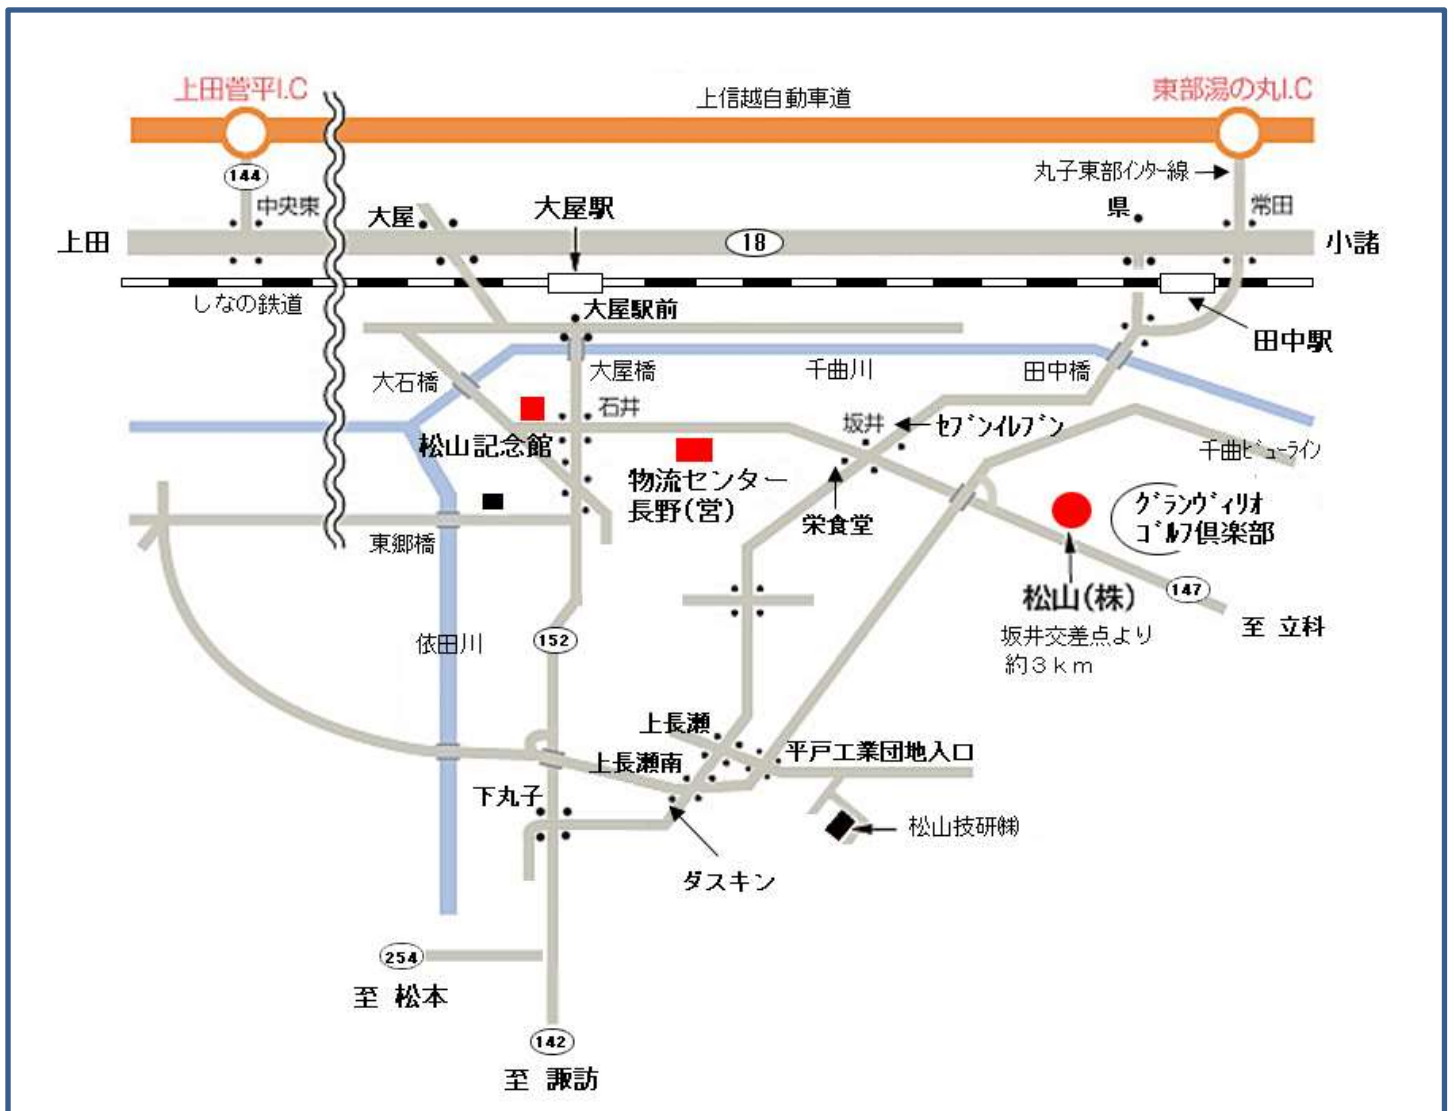 上田菅平I.C
上信越自動車道
東部湯の丸I.C
144
丸子東部ｲﾝﾀｰ線
中央東
大屋
大屋駅
県
常田
上田
18
小諸
しなの鉄道
大屋駅前
田中駅
大石橋
大屋橋
千曲川
田中橋
石井
坂井
ｾﾌﾞﾝｲﾚﾌﾞﾝ
松山記念館
千曲ﾋﾞｭｰﾗｲﾝ
物流センター
長野(営)
栄食堂
ｸﾞﾗﾝｳﾞｨﾘｵ
ｺﾞﾙﾌ倶楽部
東郷橋
松山(株)
147
坂井交差点より
約３ｋｍ
至 立科
依田川
152
上長瀬
平戸工業団地入口
上長瀬南
下丸子
松山技研㈱
ダスキン
254
至 松本
142
至 諏訪